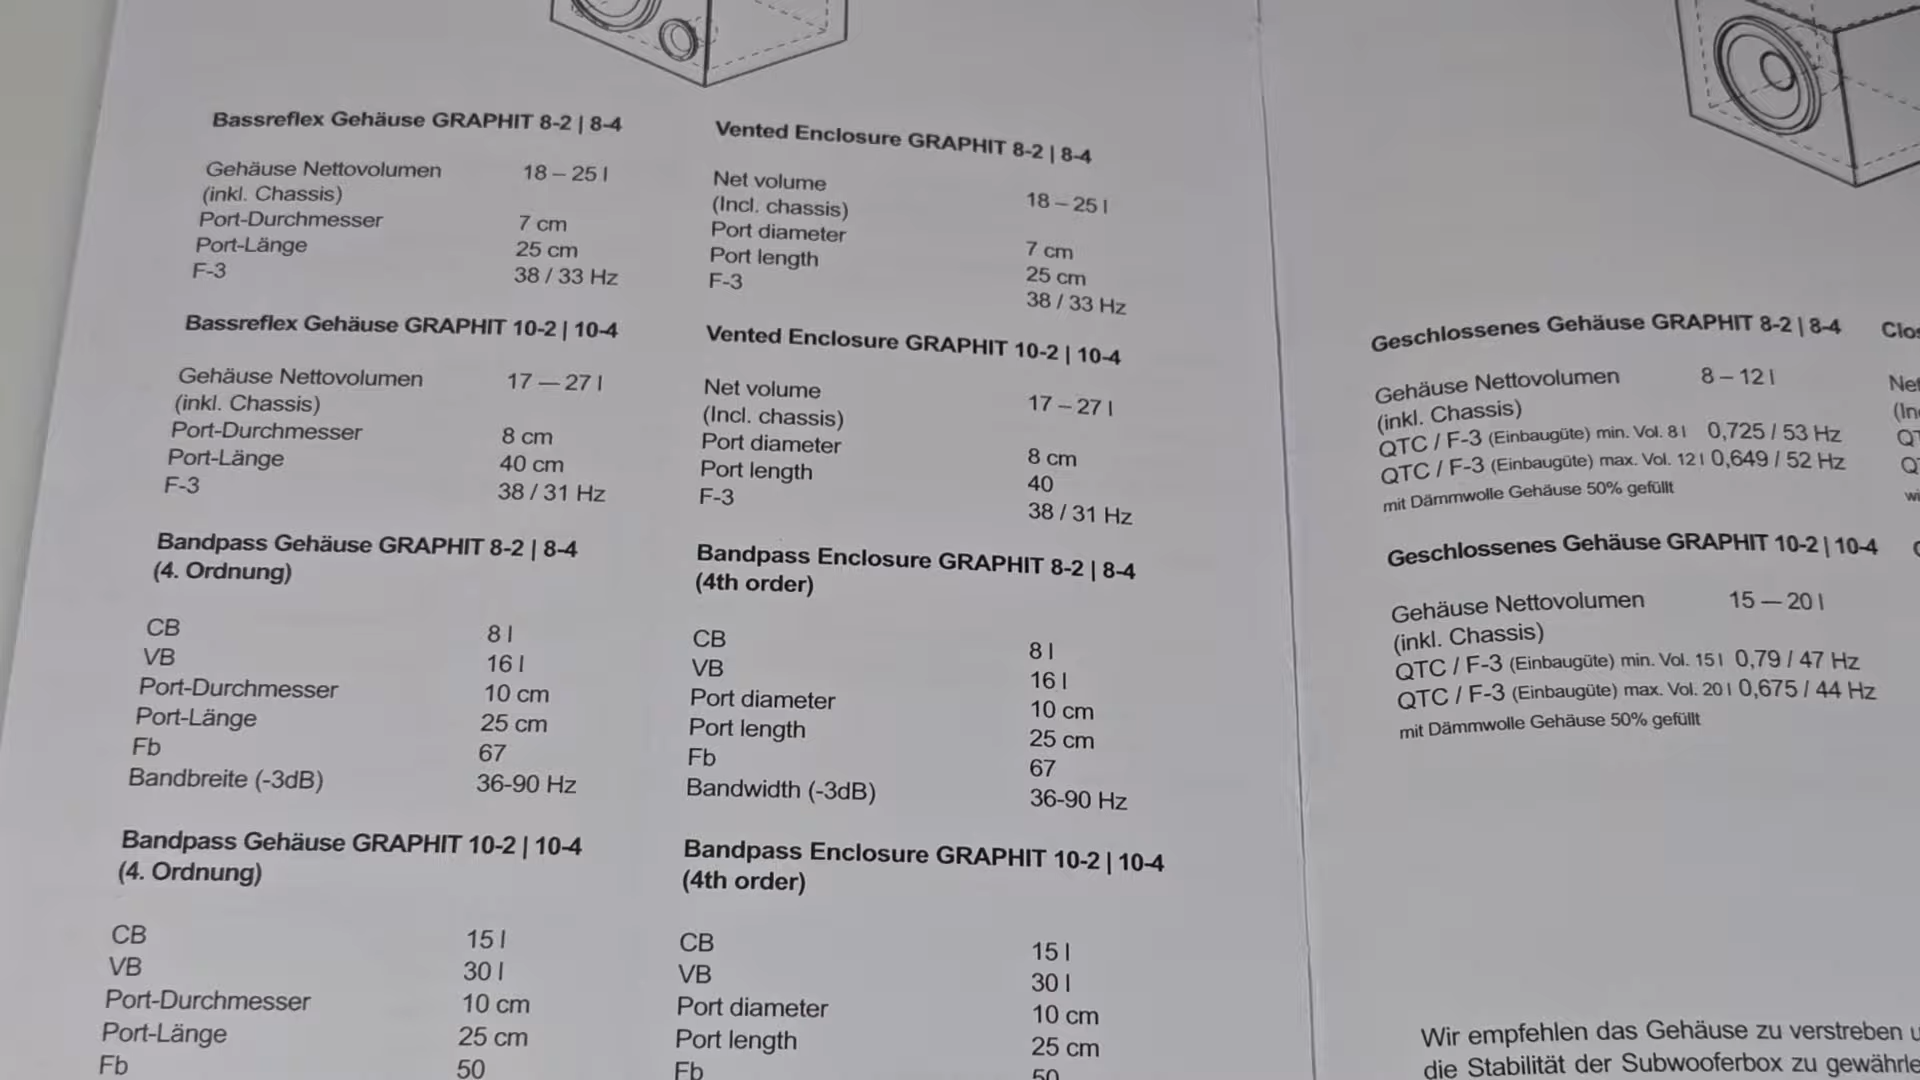 Bassreflex Gehäuse GRAPHIT 8-2 | 8-4
Gehäuse Nettovolumen 18 – 25 l
(inkl. Chassis)
Port-Durchmesser 7 cm
Port-Länge 25 cm
F-3 38 / 33 Hz
Bassreflex Gehäuse GRAPHIT 10-2 | 10-4
Gehäuse Nettovolumen 17 — 27 l
(inkl. Chassis)
Port-Durchmesser 8 cm
Port-Länge 40 cm
F-3 38 / 31 Hz
Bandpass Gehäuse GRAPHIT 8-2 | 8-4
(4. Ordnung)
CB 8 l
VB 16 l
Port-Durchmesser 10 cm
Port-Länge 25 cm
Fb 67
Bandbreite (-3dB) 36-90 Hz
Bandpass Gehäuse GRAPHIT 10-2 | 10-4
(4. Ordnung)
CB 15 l
VB 30 l
Port-Durchmesser 10 cm
Port-Länge 25 cm
Fb 50
Vented Enclosure GRAPHIT 8-2 | 8-4
Net volume 18 – 25 l
(Incl. chassis)
Port diameter 7 cm
Port length 25 cm
F-3 38 / 33 Hz
Vented Enclosure GRAPHIT 10-2 | 10-4
Net volume 17 – 27 l
(Incl. chassis)
Port diameter 8 cm
Port length 40
F-3 38 / 31 Hz
Bandpass Enclosure GRAPHIT 8-2 | 8-4
(4th order)
CB 8 l
VB 16 l
Port diameter 10 cm
Port length 25 cm
Fb 67
Bandwidth (-3dB) 36-90 Hz
Bandpass Enclosure GRAPHIT 10-2 | 10-4
(4th order)
CB 15 l
VB 30 l
Port diameter 10 cm
Port length 25 cm
Fb 50
Geschlossenes Gehäuse GRAPHIT 8-2 | 8-4
Gehäuse Nettovolumen 8 – 12 l
(inkl. Chassis)
QTC / F-3 (Einbaugüte) min. Vol. 8 l 0,725 / 53 Hz
QTC / F-3 (Einbaugüte) max. Vol. 12 l 0,649 / 52 Hz
mit Dämmwolle Gehäuse 50% gefüllt
Geschlossenes Gehäuse GRAPHIT 10-2 | 10-4
Gehäuse Nettovolumen 15 — 20 l
(inkl. Chassis)
QTC / F-3 (Einbaugüte) min. Vol. 15 l 0,79 / 47 Hz
QTC / F-3 (Einbaugüte) max. Vol. 20 l 0,675 / 44 Hz
mit Dämmwolle Gehäuse 50% gefüllt
Wir empfehlen das Gehäuse zu verstreben
die Stabilität der Subwooferbox zu